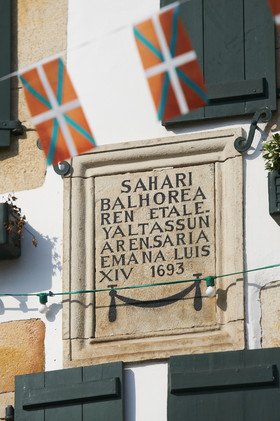 SAHARI
BALHOREA
REN ETALE.
YALTASSUN
AREN.SARIA
EMANA LUIS
XIV 1693